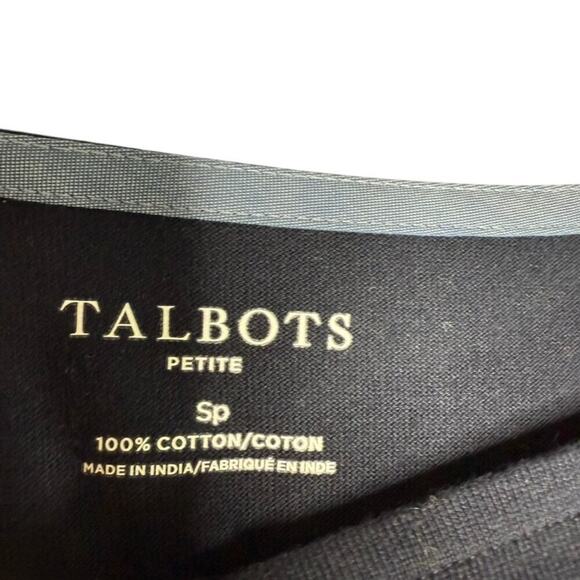 TALBOTS
PETITE
Sp
100% COTTON/COTON
MADE IN INDIA/FABRIQUÉ EN INDE